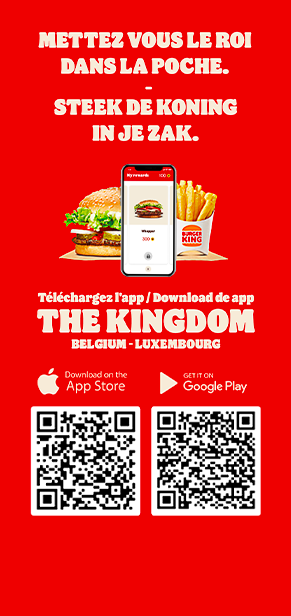 METTEZ VOUS LE ROI
DANS LA POCHE.
-
STEEK DE KONING
IN JE ZAK.
My rewards
500
Whopper
500
BURGER
KING
Téléchargez l'app / Download de app
THE KINGDOM
BELGIUM - LUXEMBOURG
Download on the
App Store
GET IT ON
Google Play